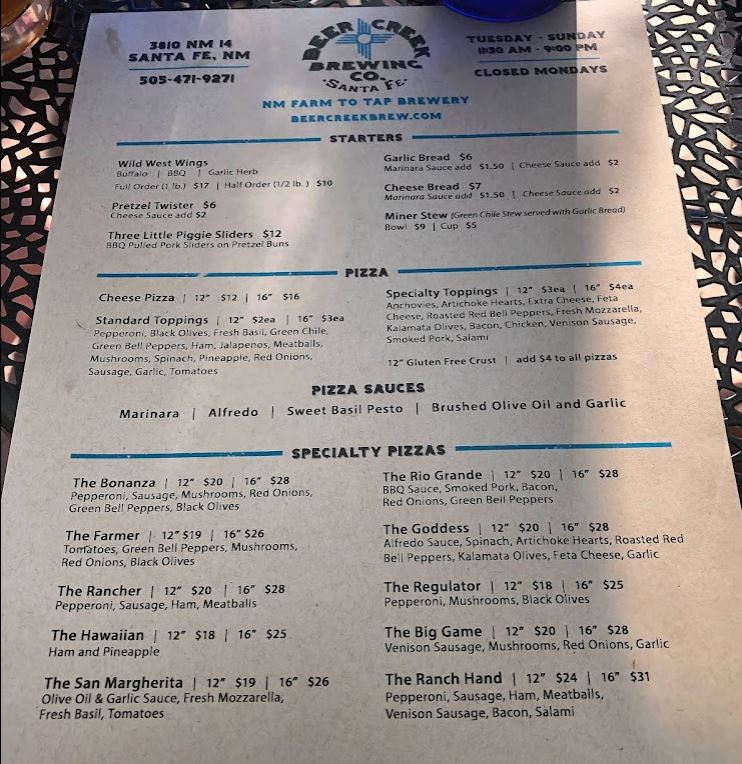 3810 NM 14
SANTA FE, NM
505-471-9271
BEER CREEK
BREWING
CO.
·SANTA FE·
TUESDAY - SUNDAY
11:30 AM - 9:00 PM
CLOSED MONDAYS
NM FARM TO TAP BREWERY
BEERCREEKBREW.COM
STARTERS
Wild West Wings
Buffalo | BBQ | Garlic Herb
Full Order (1 lb.) $17 | Half Order (1/2 lb.) $10
Pretzel Twister $6
Cheese Sauce add $2
Three Little Piggie Sliders $12
BBQ Pulled Pork Sliders on Pretzel Buns
Garlic Bread $6
Marinara Sauce add $1.50 | Cheese Sauce add $2
Cheese Bread $7
Marinara Sauce add $1.50 | Cheese Sauce add $2
Miner Stew (Green Chile Stew served with Garlic Bread)
Bowl $9 | Cup $5
PIZZA
Cheese Pizza | 12" $12 | 16" $16
Standard Toppings | 12" $2ea | 16" $3ea
Pepperoni, Black Olives, Fresh Basil, Green Chile,
Green Bell Peppers, Ham, Jalapenos, Meatballs,
Mushrooms, Spinach, Pineapple, Red Onions,
Sausage, Garlic, Tomatoes
Specialty Toppings | 12" $3ea | 16" $4ea
Anchovies, Artichoke Hearts, Extra Cheese, Feta
Cheese, Roasted Red Bell Peppers, Fresh Mozzarella,
Kalamata Olives, Bacon, Chicken, Venison Sausage,
Smoked Pork, Salami
12" Gluten Free Crust | add $4 to all pizzas
PIZZA SAUCES
Marinara | Alfredo | Sweet Basil Pesto | Brushed Olive Oil and Garlic
SPECIALTY PIZZAS
The Bonanza | 12" $20 | 16" $28
Pepperoni, Sausage, Mushrooms, Red Onions,
Green Bell Peppers, Black Olives
The Farmer | 12" $19 | 16" $26
Tomatoes, Green Bell Peppers, Mushrooms,
Red Onions, Black Olives
The Rancher | 12" $20 | 16" $28
Pepperoni, Sausage, Ham, Meatballs
The Hawaiian | 12" $18 | 16" $25
Ham and Pineapple
The San Margherita | 12" $19 | 16" $26
Olive Oil & Garlic Sauce, Fresh Mozzarella,
Fresh Basil, Tomatoes
The Rio Grande | 12" $20 | 16" $28
BBQ Sauce, Smoked Pork, Bacon,
Red Onions, Green Bell Peppers
The Goddess | 12" $20 | 16" $28
Alfredo Sauce, Spinach, Artichoke Hearts, Roasted Red
Bell Peppers, Kalamata Olives, Feta Cheese, Garlic
The Regulator | 12" $18 | 16" $25
Pepperoni, Mushrooms, Black Olives
The Big Game | 12" $20 | 16" $28
Venison Sausage, Mushrooms, Red Onions, Garlic
The Ranch Hand | 12" $24 | 16" $31
Pepperoni, Sausage, Ham, Meatballs,
Venison Sausage, Bacon, Salami